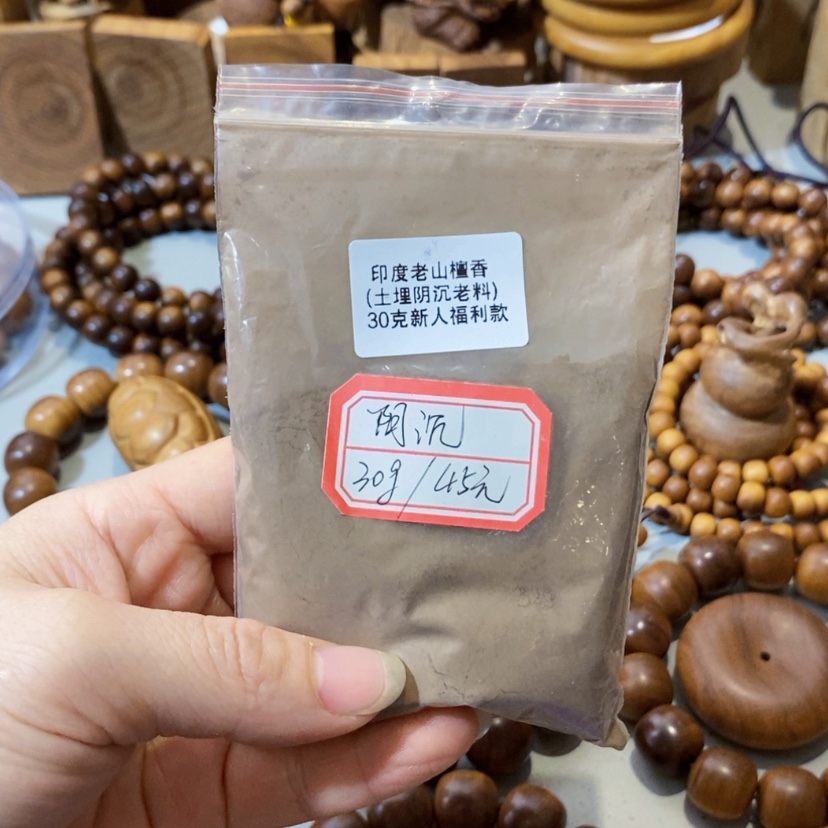 印度老山檀香
(土埋阴沉老料)
30克新人福利款
阴沉
30g/45元